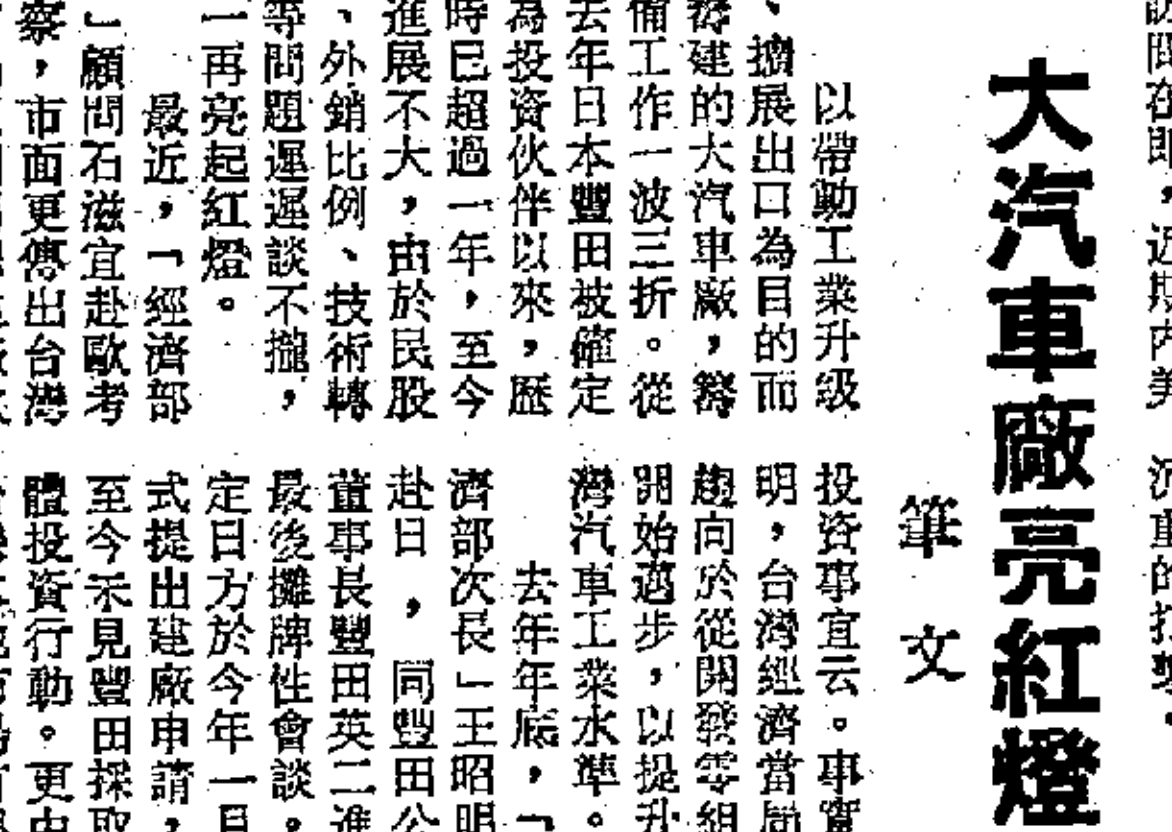 問在即，近期内美
沉重的打擊。
大汽車廠亮紅燈
筆文
以帶動工業升级
、擴展出口為目的而
籌建的大汽車廠，籌
備工作一波三折。從
去年日本豐田被確定
為投資伙伴以來，歷
時已超過一年，至今
進展不大，由於民股
、外銷比例、技術轉
等問題遲遲談不攏，
一再亮起紅燈。
最近，「經濟部
」顧問石滋宜赴歐考
察，市面更傳出台灣
投資事宜云。事實
明，台灣經濟當局
趨向於從開發零組
開始邁步，以提升
灣汽車工業水準。
去年年底，「
濟部次長」王昭明
赴日，同豐田公
董事長豐田英二進
最後攤牌性會談。
定日方於今年一月
式提出建廠申請，
至今示見豐田採取
體投資行動。更由